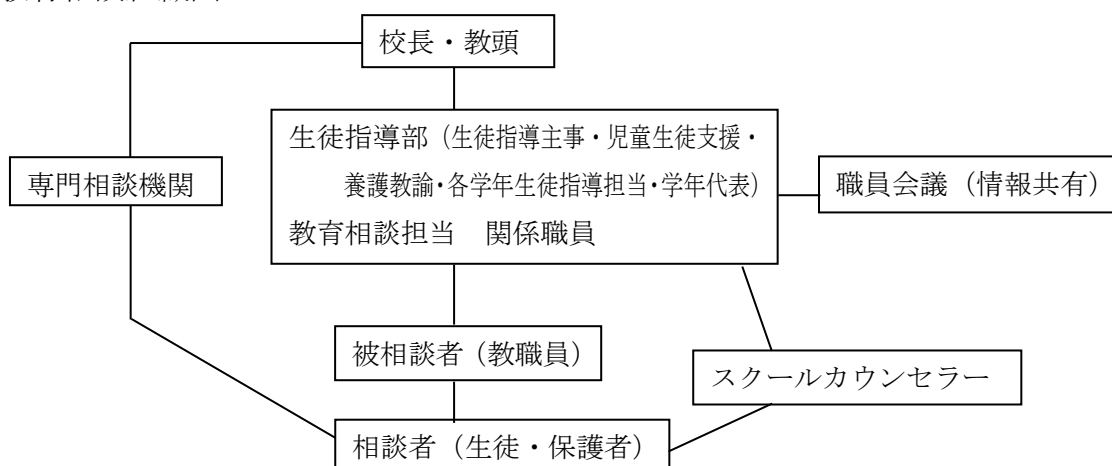 校長・教頭
生徒指導部（生徒指導主事・児童生徒支援・
養護教諭・各学年生徒指導担当・学年代表）
教育相談担当　関係職員
専門相談機関
職員会議（情報共有）
被相談者（教職員）
スクールカウンセラー
相談者（生徒・保護者）